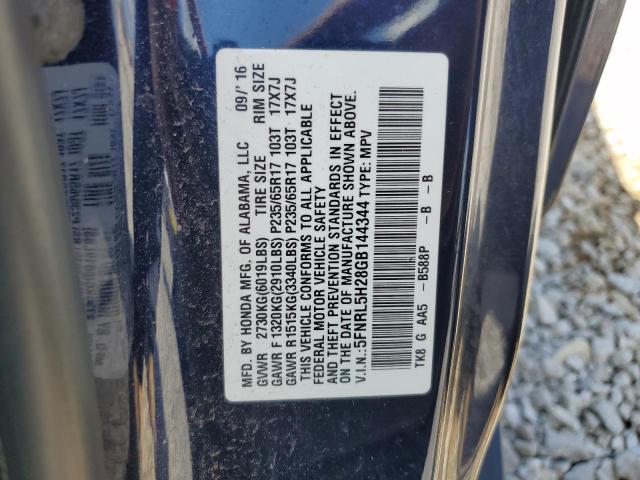 MFD. BY HONDA MFG. OF ALABAMA, LLC 09/'16
GVWR 2730KG(6019LBS) TIRE SIZE RIM SIZE
GAWR F 1320KG(2910LBS) P235/65R17 103T 17X7J
GAWR R 1515KG(3340LBS) P235/65R17 103T 17X7J
THIS VEHICLE CONFORMS TO ALL APPLICABLE
FEDERAL MOTOR VEHICLE SAFETY
AND THEFT PREVENTION STANDARDS IN EFFECT
ON THE DATE OF MANUFACTURE SHOWN ABOVE.
V.I.N.:5FNRL5H28GB144344 TYPE: MPV
TK8 G AA5 -B588P -B -B